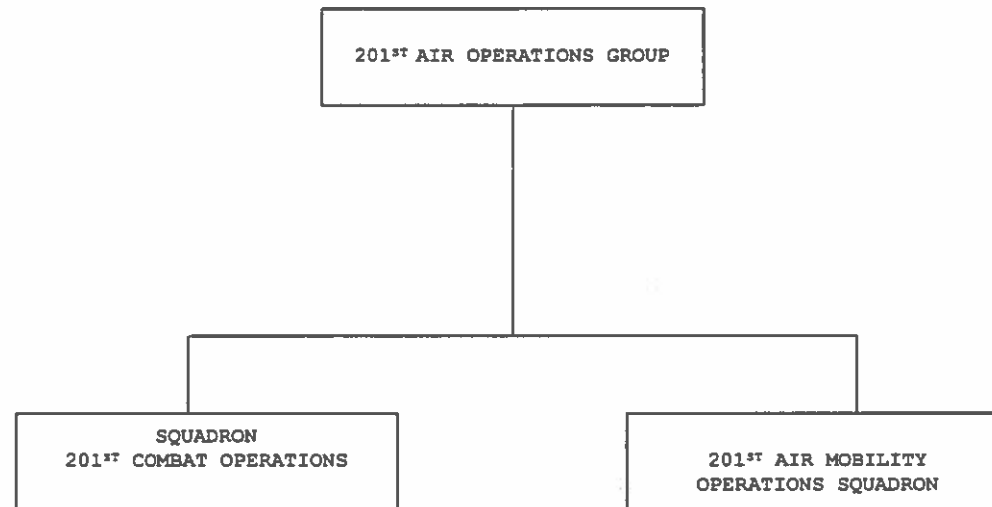 201ST AIR OPERATIONS GROUP
SQUADRON
201ST COMBAT OPERATIONS
201ST AIR MOBILITY
OPERATIONS SQUADRON